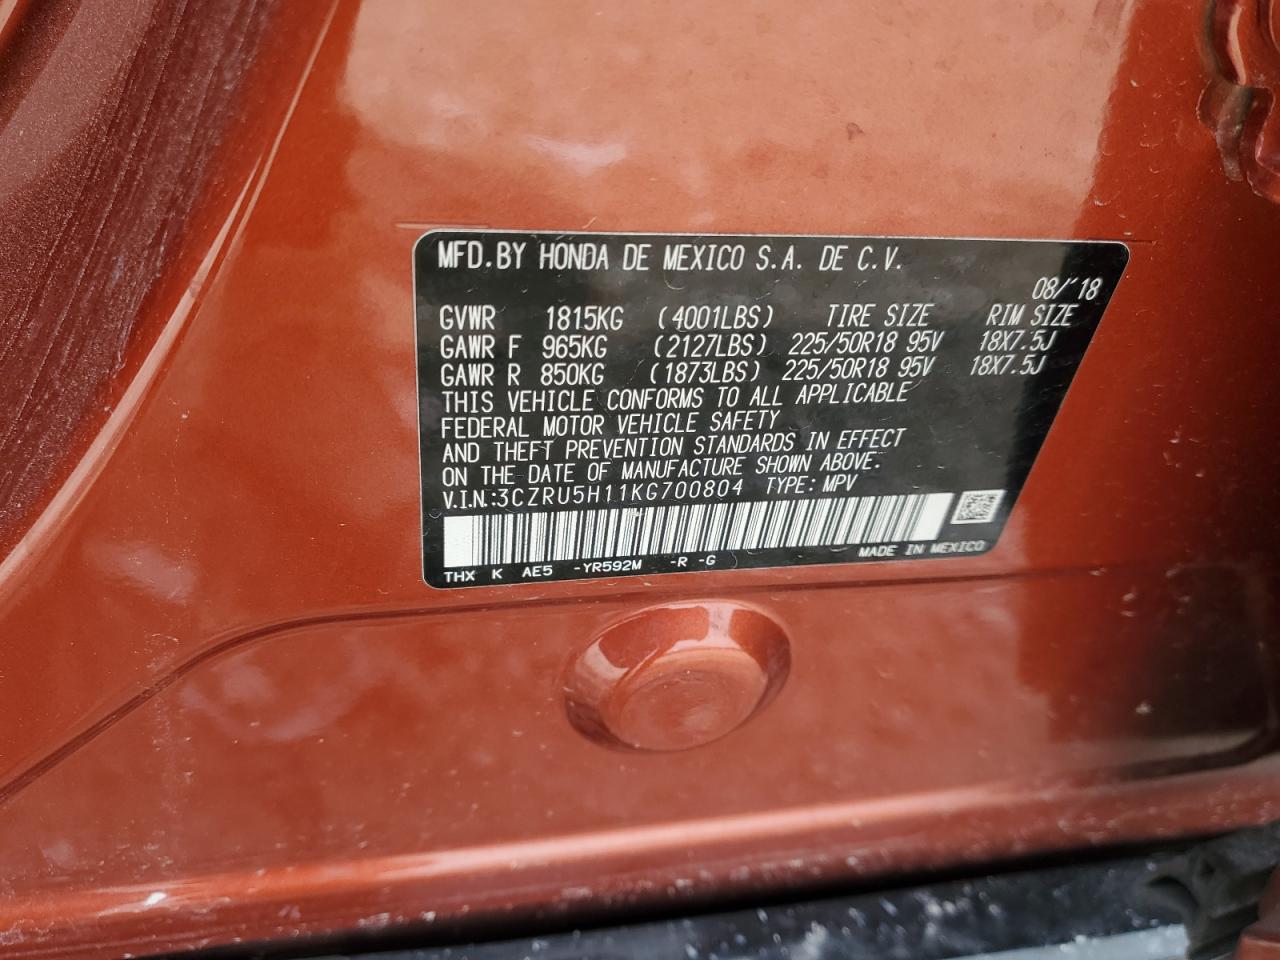 MFD.BY HONDA DE MEXICO S.A. DE C.V.
08/'18
GVWR 1815KG (4001LBS) TIRE SIZE RIM SIZE
GAWR F 965KG (2127LBS) 225/50R18 95V 18X7.5J
GAWR R 850KG (1873LBS) 225/50R18 95V 18X7.5J
THIS VEHICLE CONFORMS TO ALL APPLICABLE
FEDERAL MOTOR VEHICLE SAFETY
AND THEFT PREVENTION STANDARDS IN EFFECT
ON THE DATE OF MANUFACTURE SHOWN ABOVE.
V.I.N.:3CZRU5H11KG700804 TYPE: MPV
MADE IN MEXICO
THX K AE5 -YR592M -R -G